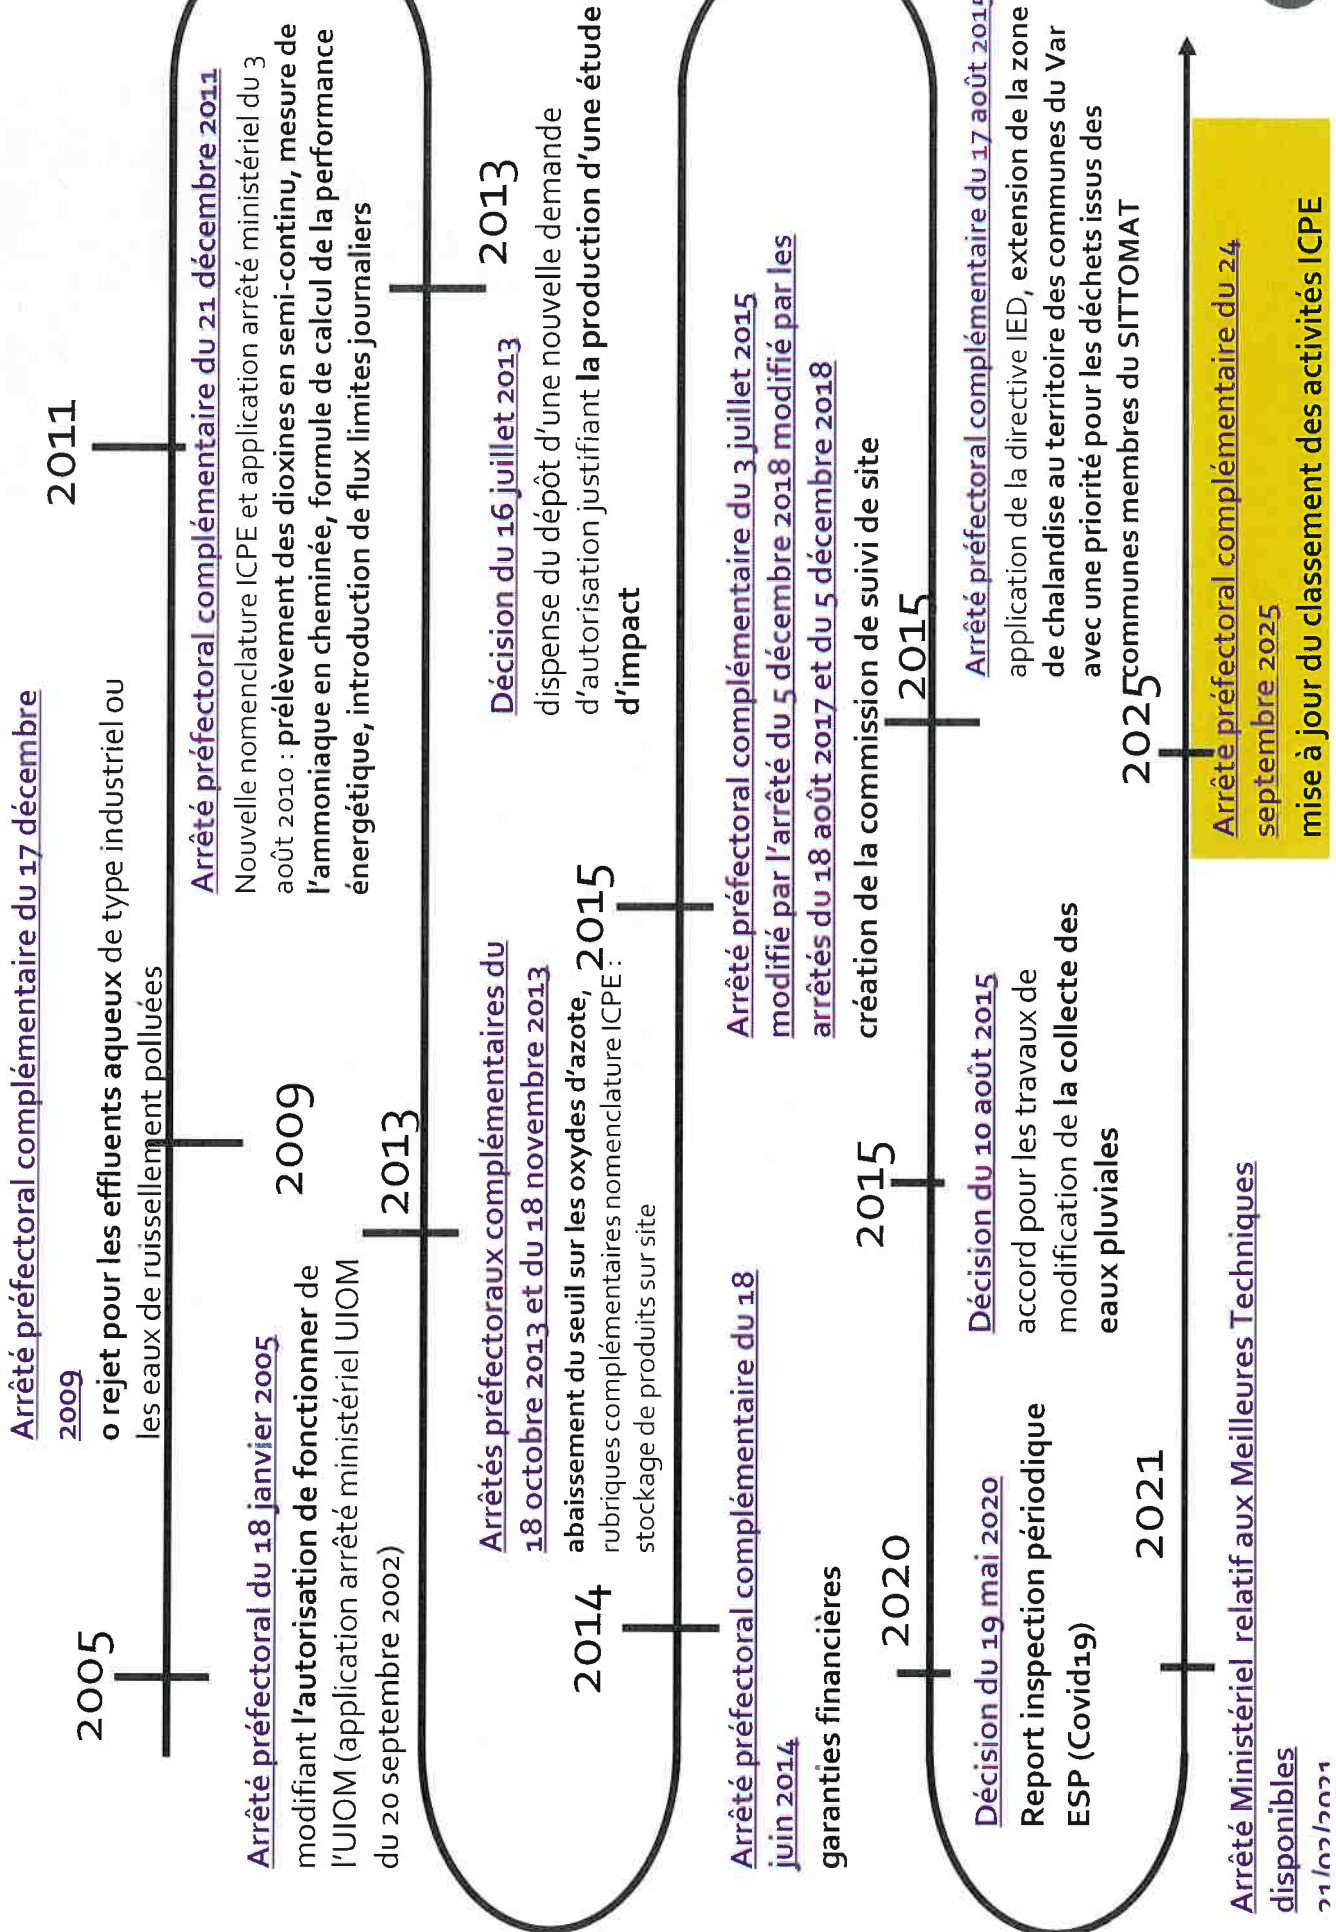 2005
Arrêté préfectoral du 18 janvier 2005
modifiant l'autorisation de fonctionner de
l'UIOM (application arrêté ministériel UIOM
du 20 septembre 2002)
Arrêté préfectoral complémentaire du 17 décembre
2009
0 rejet pour les effluents aqueux de type industriel ou
les eaux de ruissellement polluées
2009
2011
Arrêté préfectoral complémentaire du 21 décembre 2011
Nouvelle nomenclature ICPE et application arrêté ministériel du 3
août 2010 : prélèvement des dioxines en semi-continu, mesure de
l'ammoniaque en cheminée, formule de calcul de la performance
énergétique, introduction de flux limites journaliers
2013
Décision du 16 juillet 2013
dispense du dépôt d'une nouvelle demande
d'autorisation justifiant la production d'une étude
d'impact
2013
Arrêtés préfectoraux complémentaires du
18 octobre 2013 et du 18 novembre 2013
abaissement du seuil sur les oxydes d'azote,
rubriques complémentaires nomenclature ICPE :
stockage de produits sur site
2014
Arrêté préfectoral complémentaire du 18
juin 2014
garanties financières
2015
Arrêté préfectoral complémentaire du 3 juillet 2015
modifié par l'arrêté du 5 décembre 2018 modifié par les
arrêtés du 18 août 2017 et du 5 décembre 2018
création de la commission de suivi de site
2015
Arrêté préfectoral complémentaire du 17 août 2015
application de la directive IED, extension de la zone
de chalandise au territoire des communes du Var
avec une priorité pour les déchets issus des
communes membres du SITTOMAT
2015
Décision du 10 août 2015
accord pour les travaux de
modification de la collecte des
eaux pluviales
2020
Décision du 19 mai 2020
Report inspection périodique
ESP (Covid19)
2021
Arrêté Ministériel relatif aux Meilleures Techniques
disponibles
2025
Arrêté préfectoral complémentaire du 24
septembre 2025
mise à jour du classement des activités ICPE